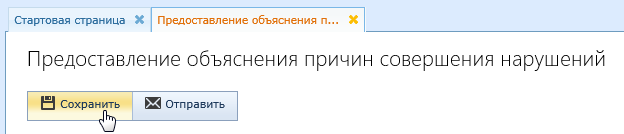 Стартовая страница Предоставление объяснения п...
Предоставление объяснения причин совершения нарушений
Сохранить Отправить